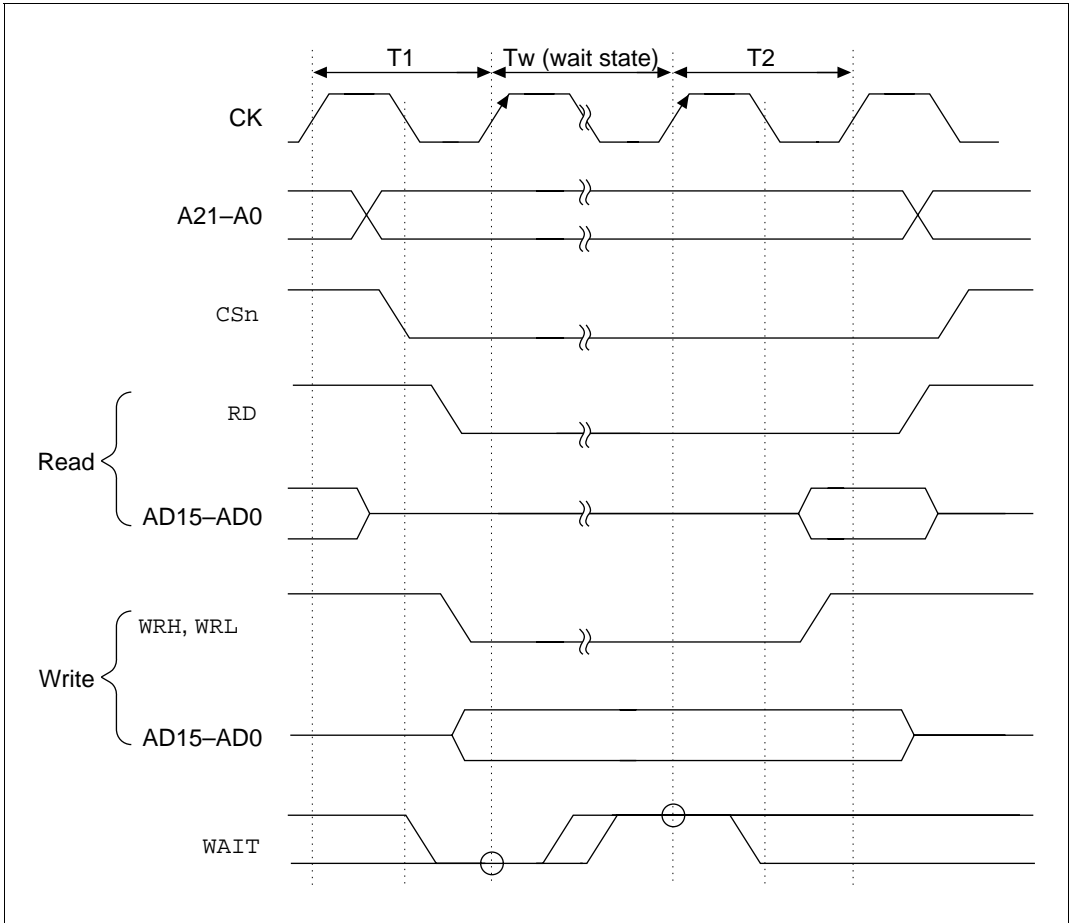 T1 Tw (wait state) T2
CK
A21–A0
CSn
RD
Read
AD15–AD0
WRH, WRL
Write
AD15–AD0
WAIT